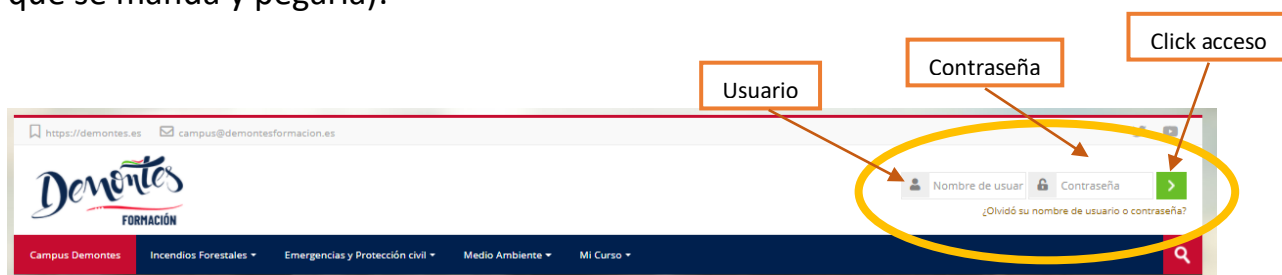 que se manda y pegarla).
Click acceso
Contraseña
Usuario
https://demontes.es campus@demontesformacion.es
Demontes
FORMACIÓN
Nombre de usuar Contraseña
¿Olvidó su nombre de usuario o contraseña?
Campus Demontes Incendios Forestales Emergencias y Protección civil Medio Ambiente Mi Curso